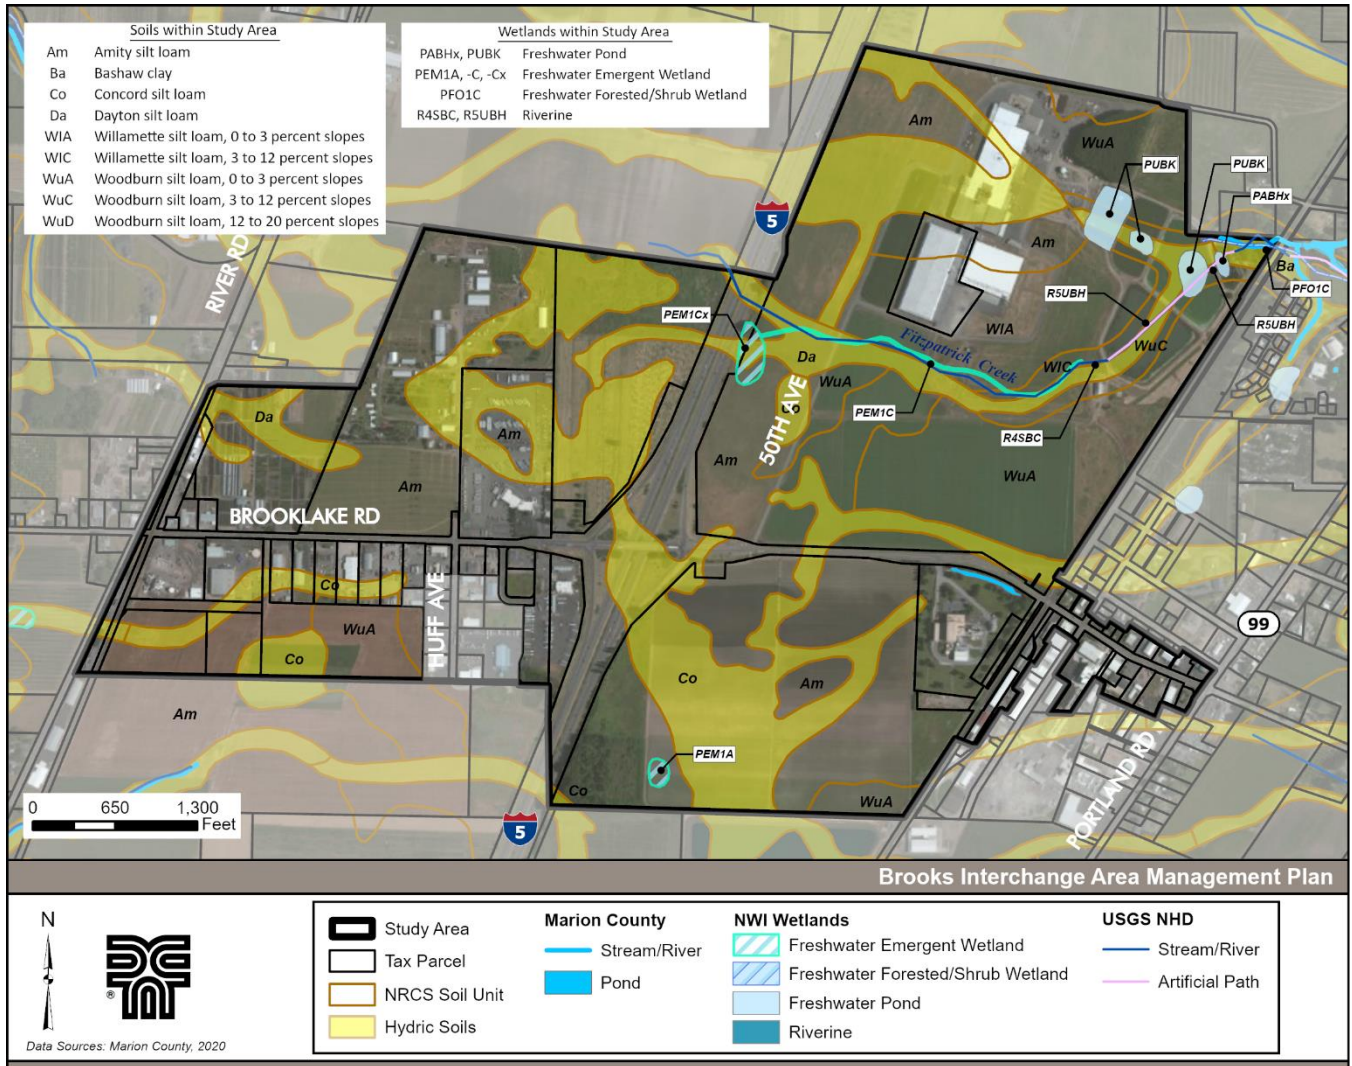 Soils within Study Area
Am Amity silt loam
Ba Bashaw clay
Co Concord silt loam
Da Dayton silt loam
WIA Willamette silt loam, 0 to 3 percent slopes
WIC Willamette silt loam, 3 to 12 percent slopes
WuA Woodburn silt loam, 0 to 3 percent slopes
WuC Woodburn silt loam, 3 to 12 percent slopes
WuD Woodburn silt loam, 12 to 20 percent slopes
Wetlands within Study Area
PABHx, PUBK Freshwater Pond
PEM1A, -C, -Cx Freshwater Emergent Wetland
PFO1C Freshwater Forested/Shrub Wetland
R4SBC, R5UBH Riverine
Am
WuA
PUBK
PUBK
PABHx
5
RIVER RD
Am
Ba
PFO1C
R5UBH
R5UBH
PEM1Cx
WIA
Fitzpatrick Creek
WuC
Da
WIC
WuA
PEM1C
Co
50TH AVE
R4SBC
Da
Am
Am
WuA
Am
BROOKLAKE RD
Co
HUFF AVE
WuA
99
Co
Co
Am
Am
PEM1A
Co
WuA
PORTLAND RD
5
0 650 1,300
Feet
Brooks Interchange Area Management Plan
N
®
Data Sources: Marion County, 2020
Study Area
Tax Parcel
NRCS Soil Unit
Hydric Soils
Marion County
Stream/River
Pond
NWI Wetlands
Freshwater Emergent Wetland
Freshwater Forested/Shrub Wetland
Freshwater Pond
Riverine
USGS NHD
Stream/River
Artificial Path